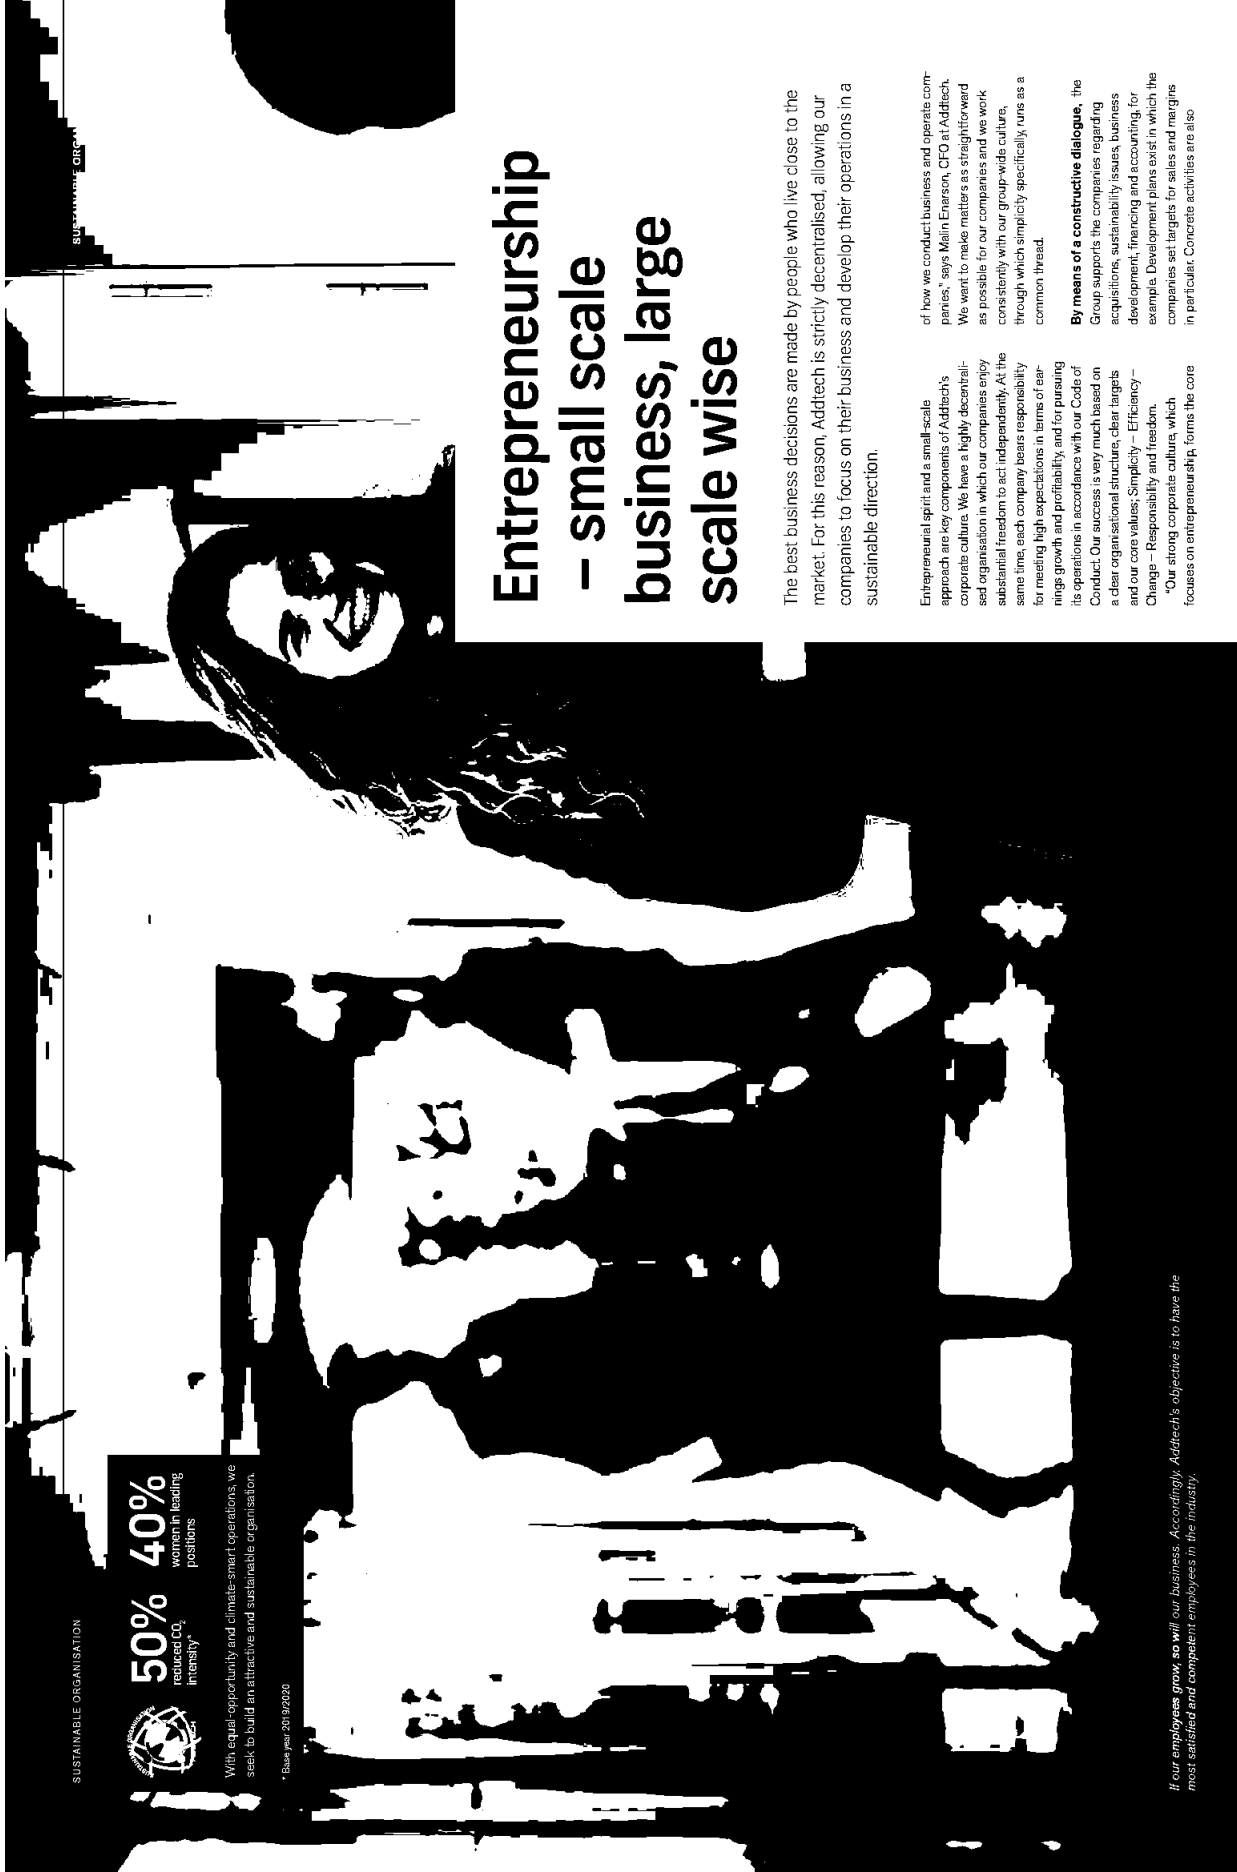 SUSTAINABLE ORGANISATION
50%
reduced CO2
intensity*
40%
women in leading
positions
With equal-opportunity and climate-smart operations, we
seek to build an attractive and sustainable organisation.
* Base year 2019/2020
If our employees grow, so will our business. Accordingly, Addtech's objective is to have the
most satisfied and competent employees in the industry.
Entrepreneurship
– small scale
business, large
scale wise
The best business decisions are made by people who live close to the
market. For this reason, Addtech is strictly decentralised, allowing our
companies to focus on their business and develop their operations in a
sustainable direction.
Entrepreneurial spirit and a small-scale
approach are key components of Addtech's
corporate culture. We have a highly decentrali-
sed organisation in which our companies enjoy
substantial freedom to act independently. At the
same time, each company bears responsibility
for meeting high expectations in terms of ear-
nings growth and profitability, and for pursuing
its operations in accordance with our Code of
Conduct. Our success is very much based on
a clear organisational structure, clear targets
and our core values; Simplicity – Efficiency –
Change – Responsibility and freedom.
"Our strong corporate culture, which
focuses on entrepreneurship, forms the core
of how we conduct business and operate com-
panies," says Malin Enarson, CFO at Addtech.
We want to make matters as straightforward
as possible for our companies and we work
consistently with our group-wide culture,
through which simplicity specifically, runs as a
common thread.
By means of a constructive dialogue, the
Group supports the companies regarding
acquisitions, sustainability issues, business
development, financing and accounting, for
example. Development plans exist in which the
companies set targets for sales and margins
in particular. Concrete activities are also